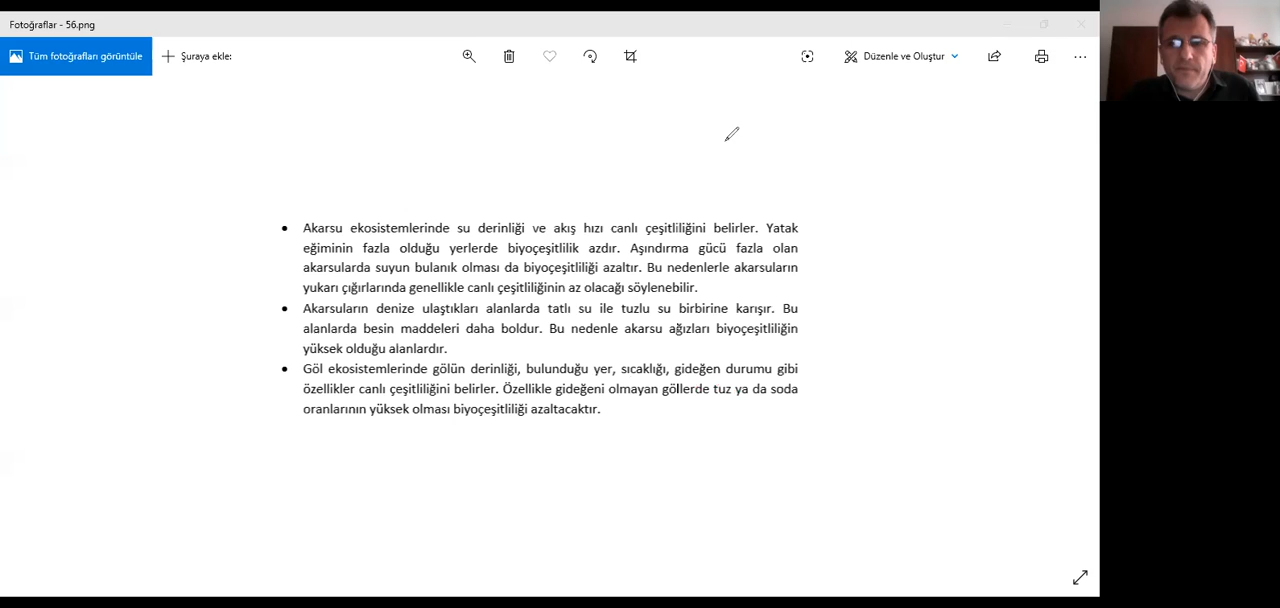 Fotoğraflar - 56.png
Tüm fotoğrafları görüntüle
Şuraya ekle:
Düzenle ve Oluştur
• Akarsu ekosistemlerinde su derinliği ve akış hızı canlı çeşitliliğini belirler. Yatak
eğiminin fazla olduğu yerlerde biyoçeşitlilik azdır. Aşındırma gücü fazla olan
akarsularda suyun bulanık olması da biyoçeşitliliği azaltır. Bu nedenlerle akarsuların
yukarı çığırlarında genellikle canlı çeşitliliğinin az olacağı söylenebilir.
• Akarsuların denize ulaştıkları alanlarda tatlı su ile tuzlu su birbirine karışır. Bu
alanlarda besin maddeleri daha boldur. Bu nedenle akarsu ağızları biyoçeşitliliğin
yüksek olduğu alanlardır.
• Göl ekosistemlerinde gölün derinliği, bulunduğu yer, sıcaklığı, gideğen durumu gibi
özellikler canlı çeşitliliğini belirler. Özellikle gideğeni olmayan göllerde tuz ya da soda
oranlarının yüksek olması biyoçeşitliliği azaltacaktır.